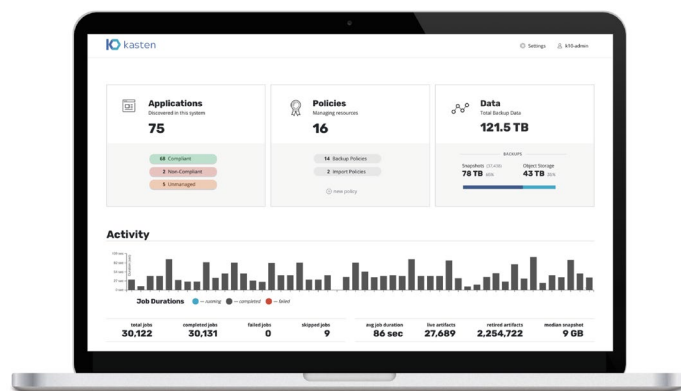 kasten
Settings k10-admin
Applications
Discovered in this system
75
68 Compliant
2 Non-Compliant
5 Unmanaged
Policies
Managing resources
16
14 Backup Policies
2 Import Policies
new policy
Data
Total Backup Data
121.5 TB
BACKUPS
Snapshots
78 TB
Object Storage
43 TB
Activity
Job Durations — running — completed — failed
total jobs
30,122
completed jobs
30,131
failed jobs
0
skipped jobs
9
avg job duration
86 sec
live artifacts
27,689
retired artifacts
2,254,722
median snapshot
9 GB